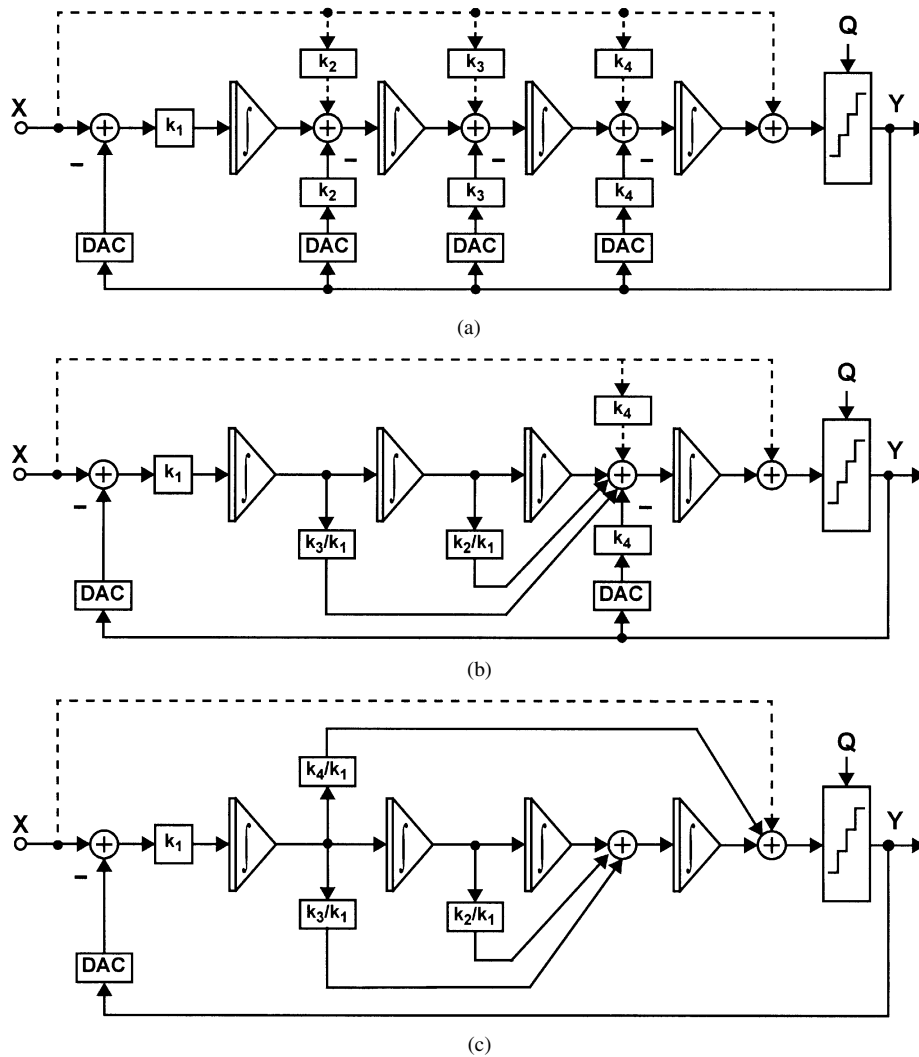 Q
k₂ k₃ k₄
X Y
k₁ ∫ ∫ ∫ ∫
− − − −
k₂ k₃ k₄
DAC DAC DAC DAC
(a)
Q
k₄
X Y
k₁ ∫ ∫ ∫ ∫
− −
k₃/k₁ k₂/k₁ k₄
DAC DAC
(b)
Q
k₄/k₁
X Y
k₁ ∫ ∫ ∫ ∫
−
k₃/k₁ k₂/k₁
DAC
(c)